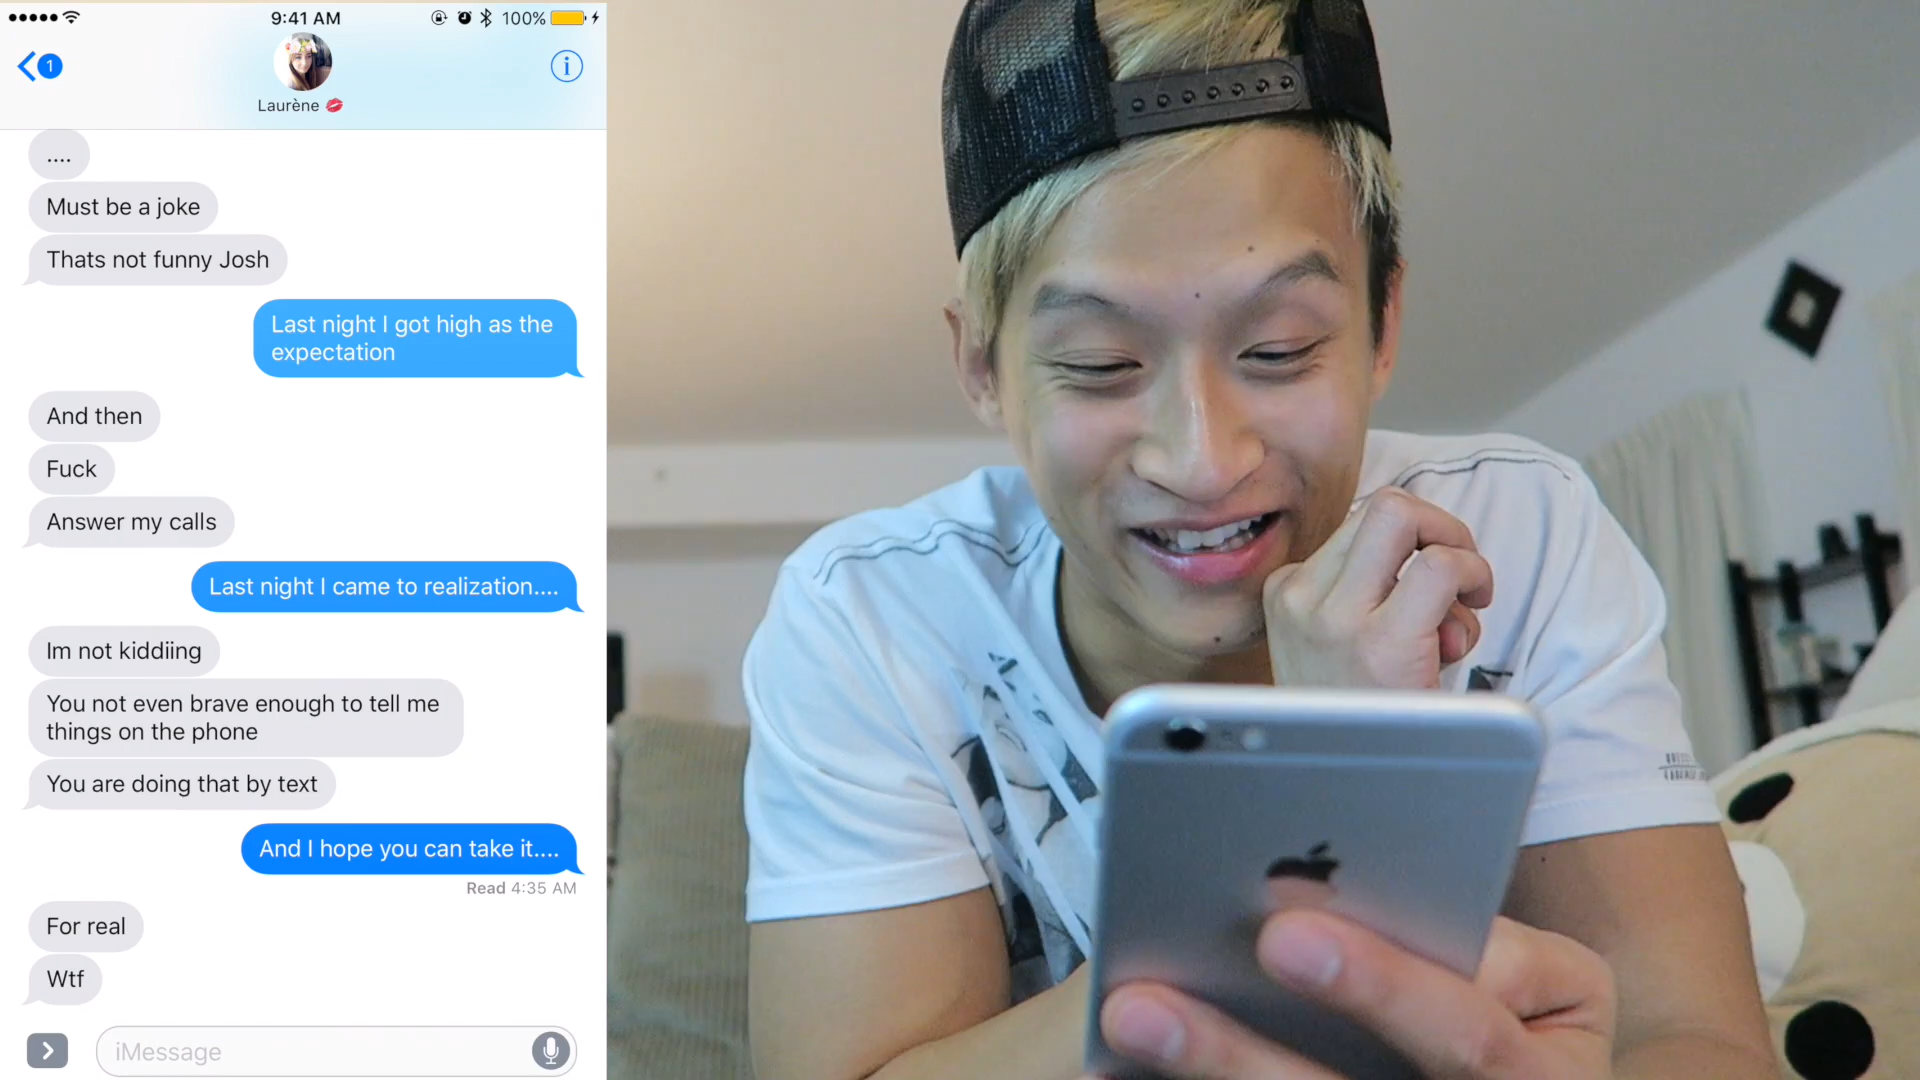 9:41 AM
100%
1
Laurène
....
Must be a joke
Thats not funny Josh
Last night I got high as the
expectation
And then
Fuck
Answer my calls
Last night I came to realization....
Im not kiddiing
You not even brave enough to tell me
things on the phone
You are doing that by text
And I hope you can take it....
Read 4:35 AM
For real
Wtf
iMessage